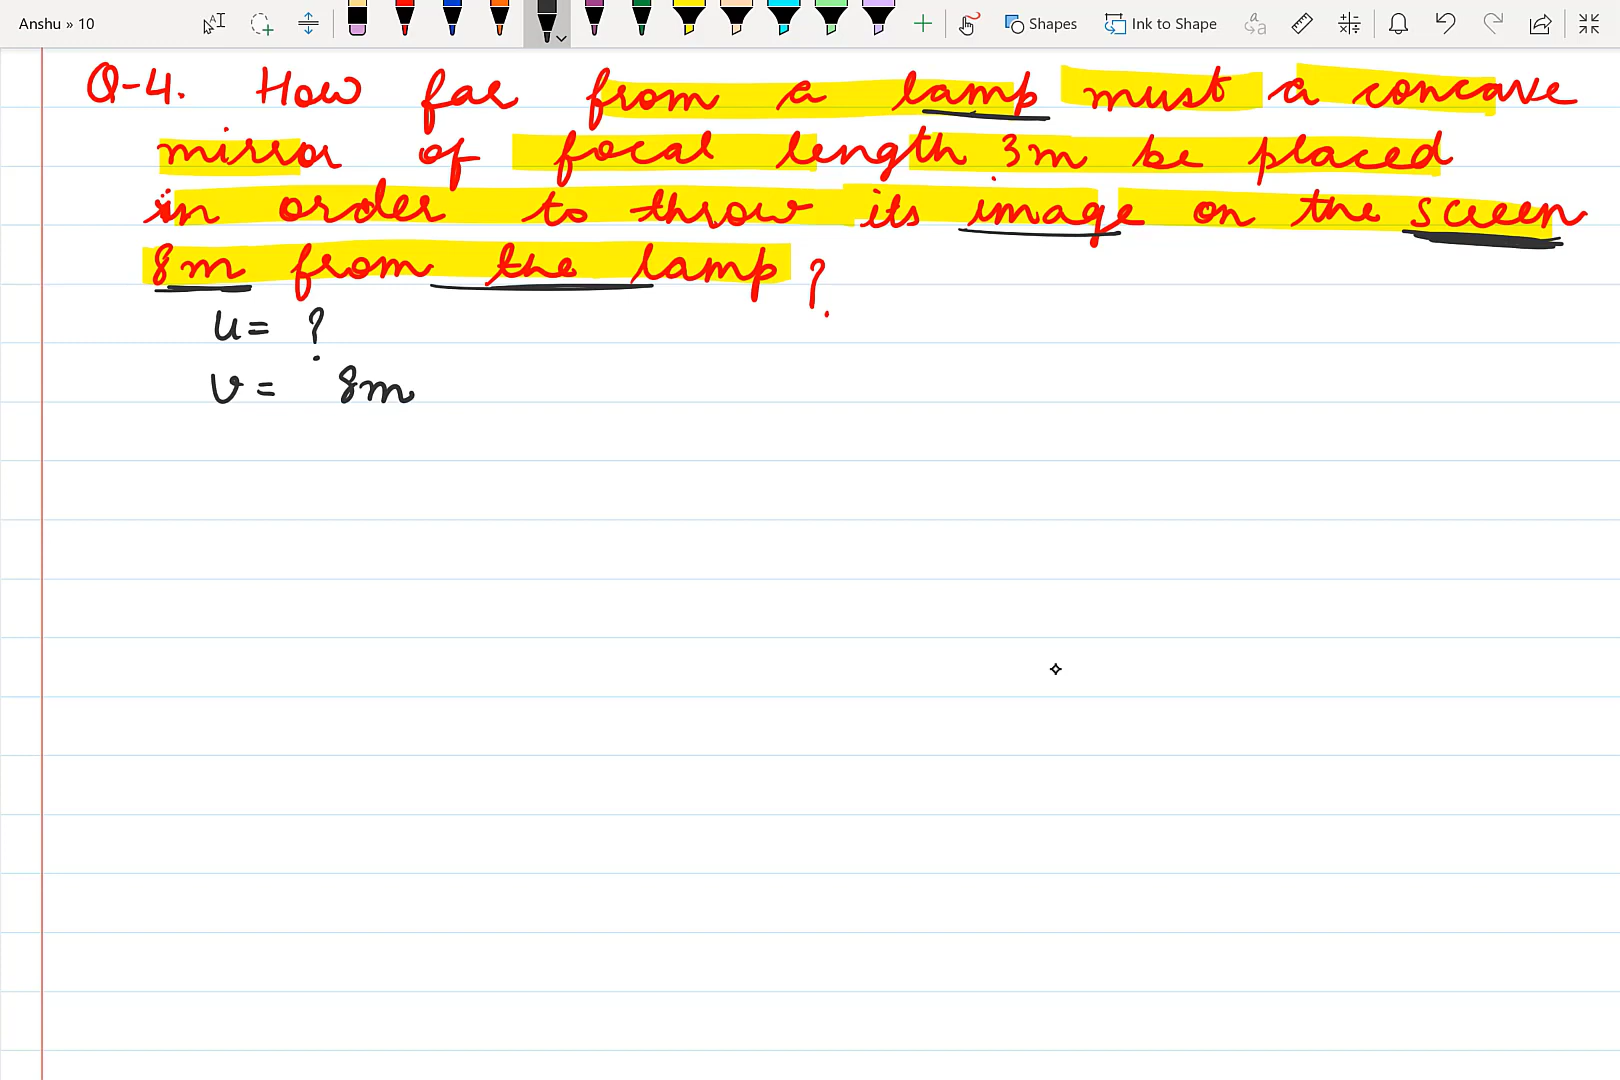 Anshu » 10
Shapes
Ink to Shape
Q-4. How far from a lamp must a concave
mirror of focal length 3m be placed
in order to throw its image on the screen
8m from the lamp ?
u = ?
v = 8m